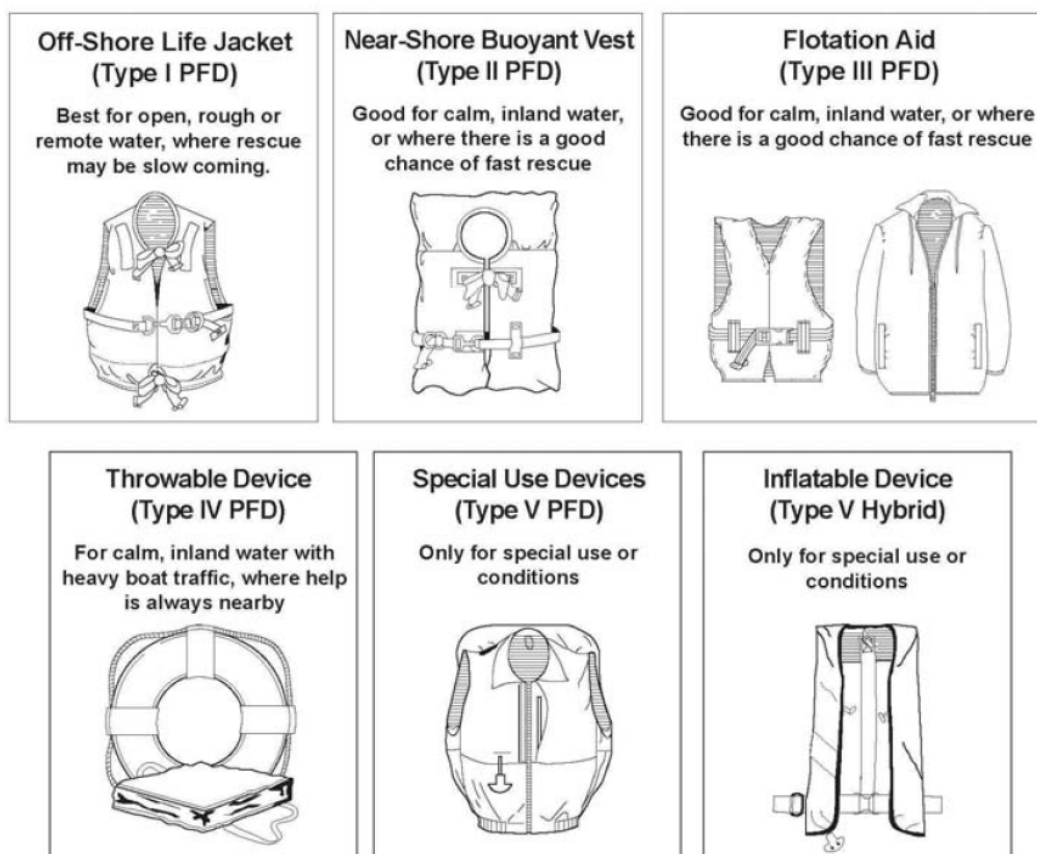 Off-Shore Life Jacket
(Type I PFD)
Best for open, rough or
remote water, where rescue
may be slow coming.
Near-Shore Buoyant Vest
(Type II PFD)
Good for calm, inland water,
or where there is a good
chance of fast rescue
Flotation Aid
(Type III PFD)
Good for calm, inland water, or where
there is a good chance of fast rescue
Throwable Device
(Type IV PFD)
For calm, inland water with
heavy boat traffic, where help
is always nearby
Special Use Devices
(Type V PFD)
Only for special use or
conditions
Inflatable Device
(Type V Hybrid)
Only for special use or
conditions